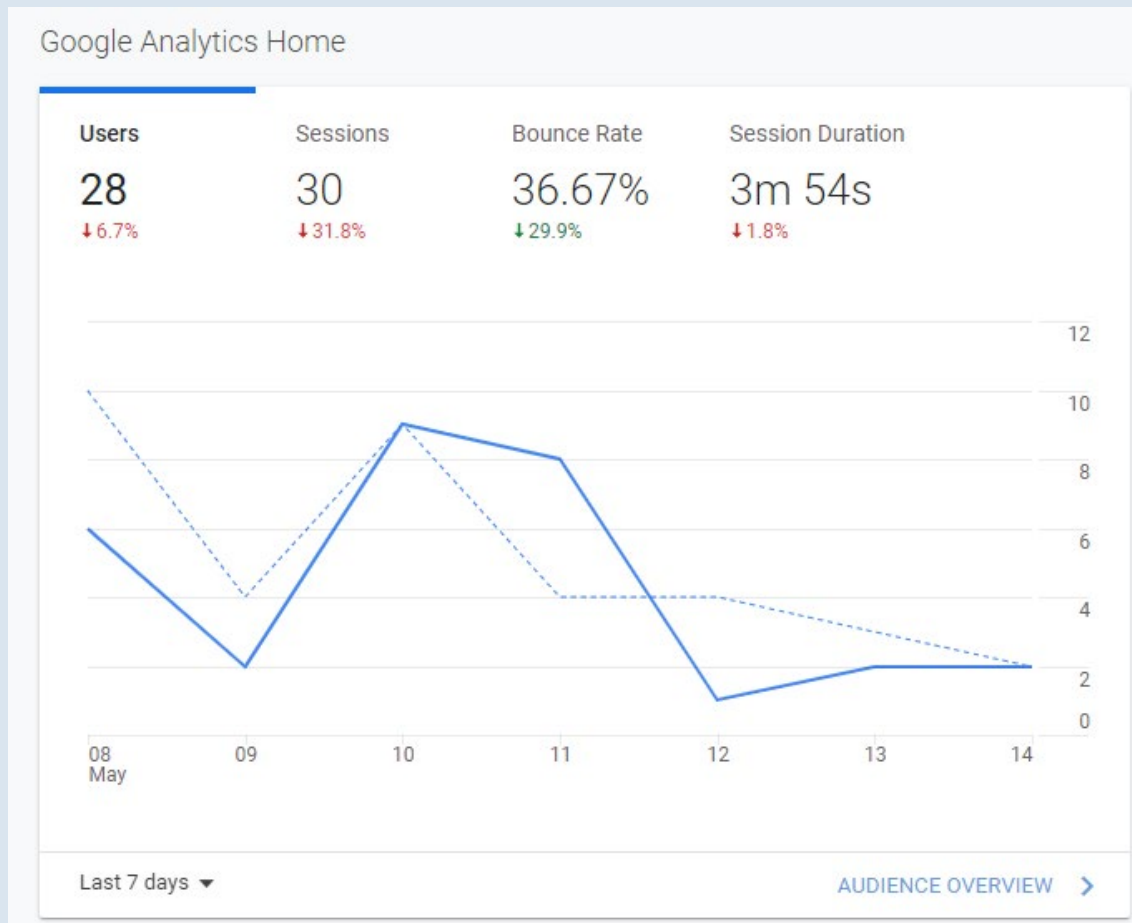 Google Analytics Home
Users Sessions Bounce Rate Session Duration
28 30 36.67% 3m 54s
↓6.7% ↓31.8% ↓29.9% ↓1.8%
12
10
8
6
4
2
0
08 09 10 11 12 13 14
May
Last 7 days AUDIENCE OVERVIEW